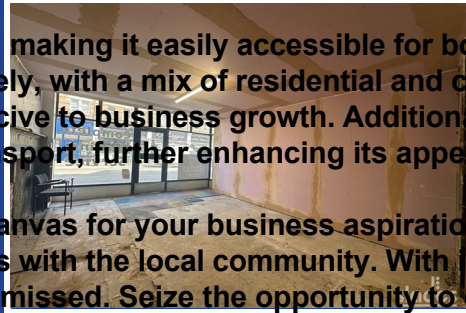 making it easily accessible for bo
ely, with a mix of residential and c
cive to business growth. Additiona
sport, further enhancing its appe
anvas for your business aspiratio
s with the local community. With
missed. Seize the opportunity to